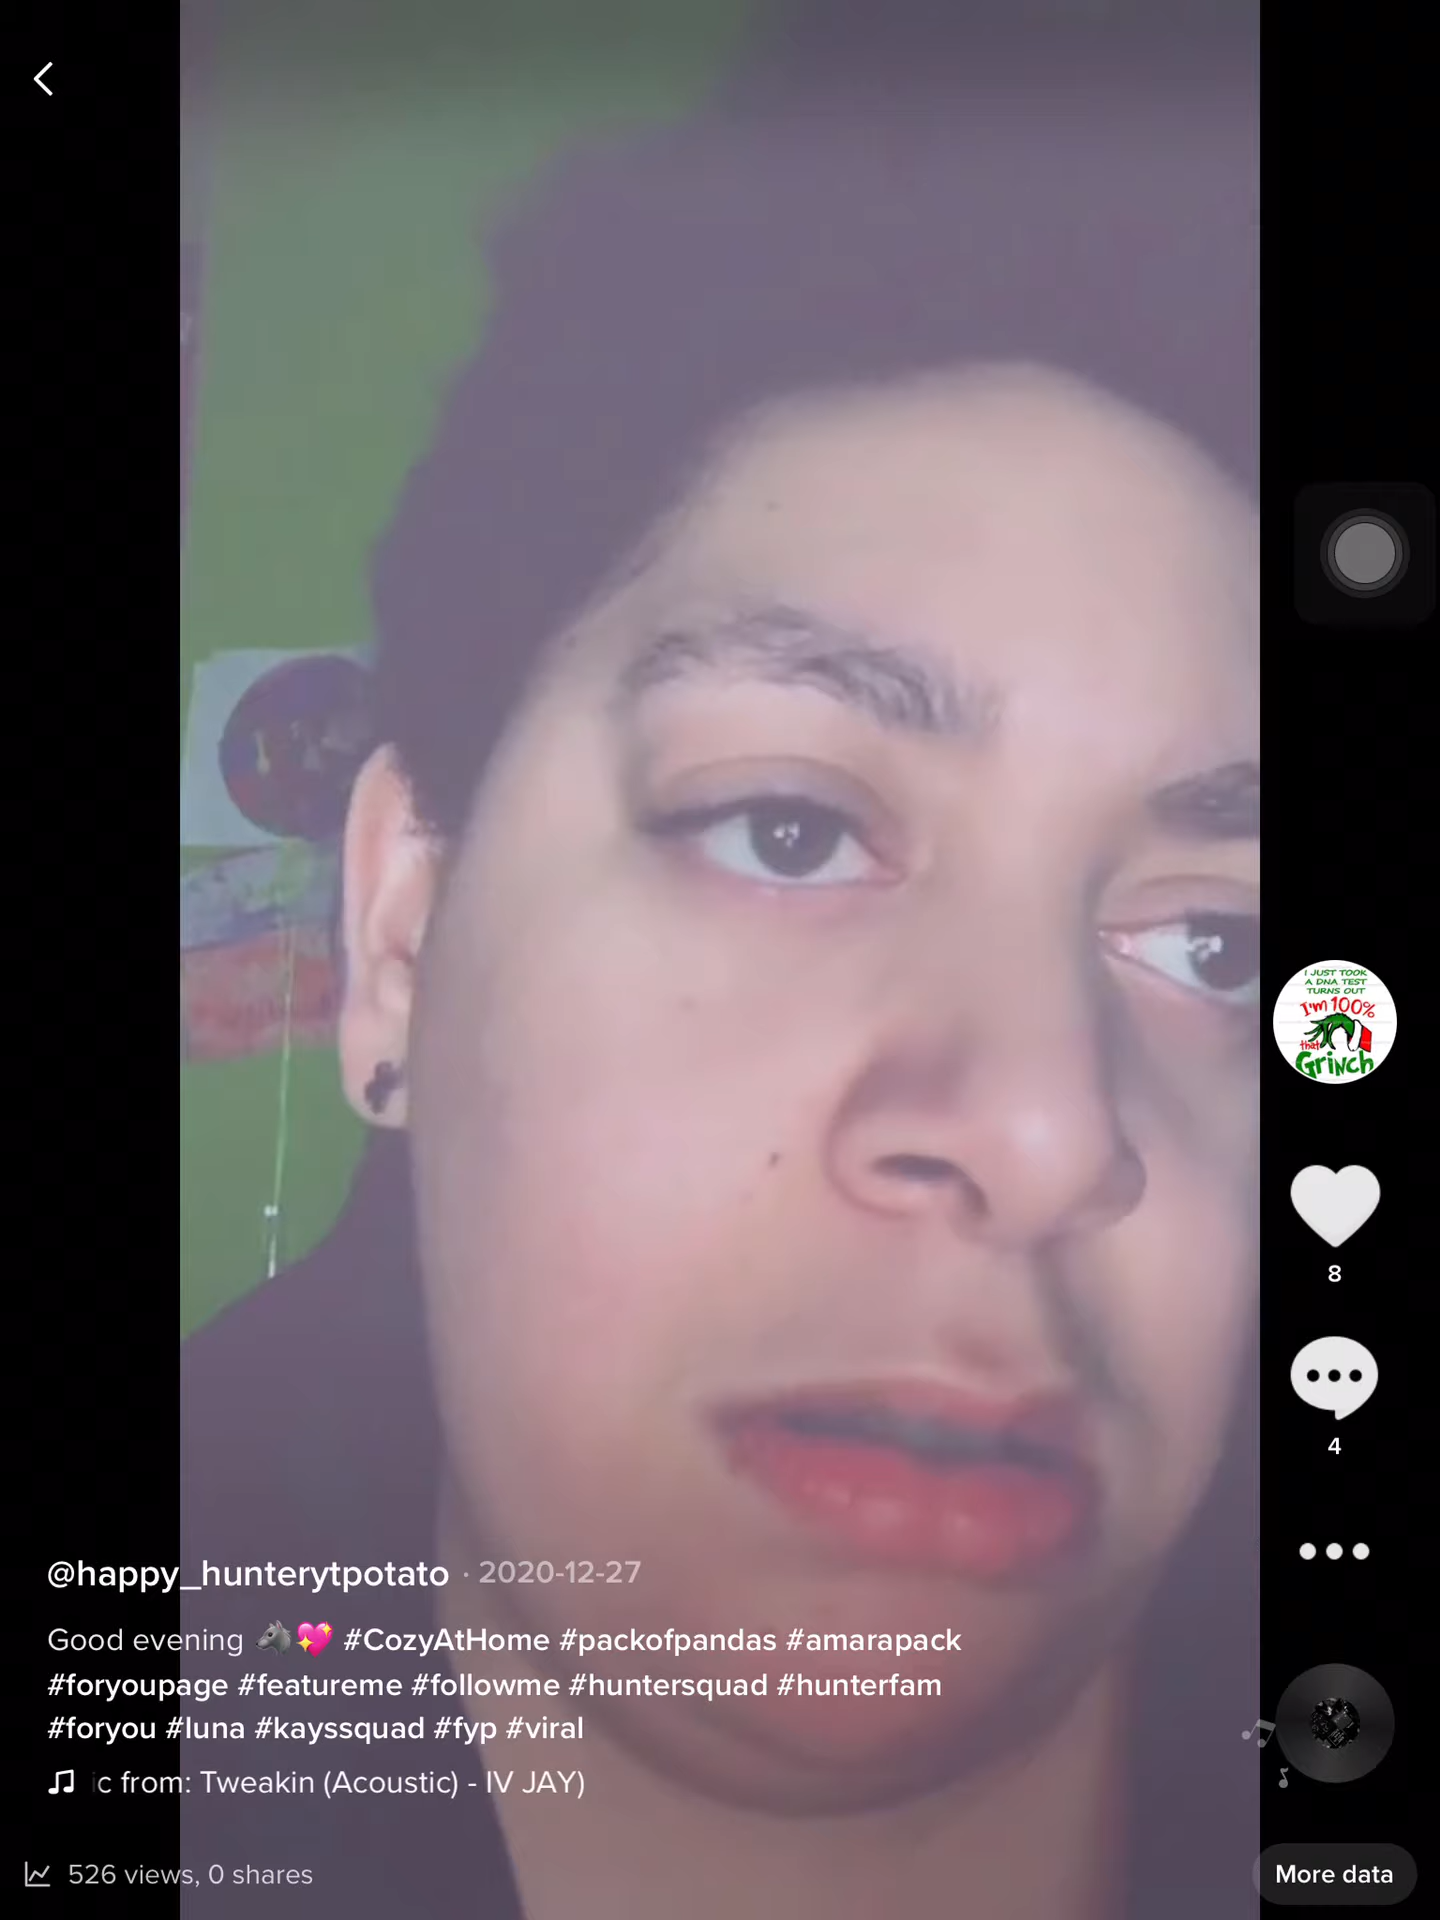 I JUST TOOK
A DNA TEST
TURNS OUT
I'm 100%
that
GriNcH
8
4
@happy_hunterytpotato · 2020-12-27
Good evening 🐺💖 #CozyAtHome #packofpandas #amarapack
#foryoupage #featureme #followme #huntersquad #hunterfam
#foryou #luna #kayssquad #fyp #viral
c from: Tweakin (Acoustic) - IV JAY)
526 views, 0 shares
More data